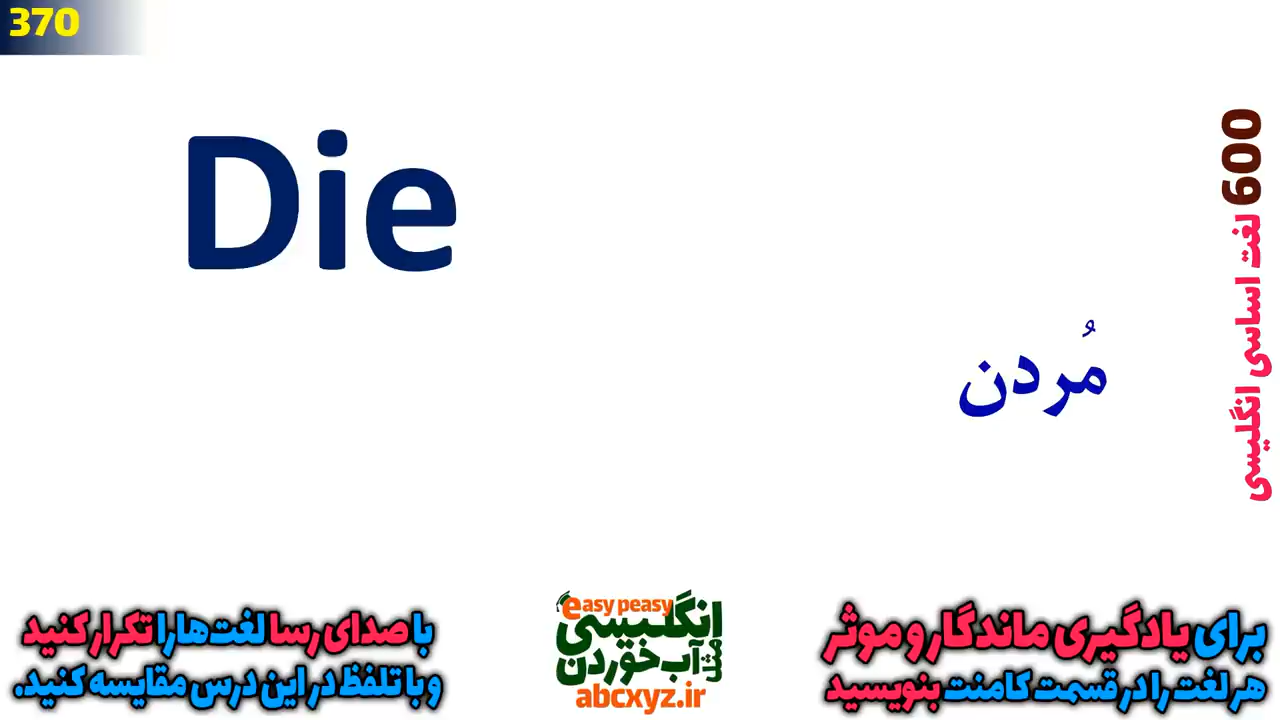 370
Die
مُردن
600 لغت اساسی انگلیسی
برای یادگیری ماندگار و موثر
هر لغت را در قسمت کامنت بنویسید
easy peasy
انگلیسی
مثل آب خوردن
abcxyz.ir
با صدای رسا لغت‌ها را تکرار کنید
و با تلفظ در این درس مقایسه کنید.